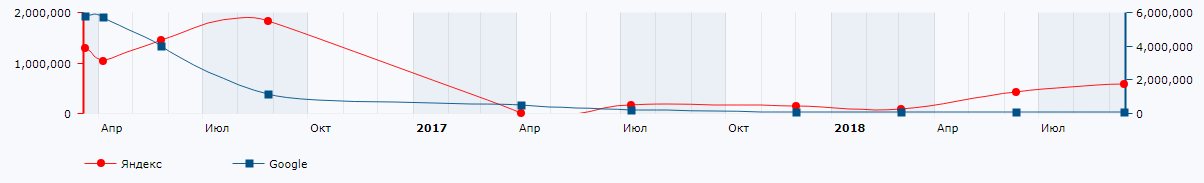 2,000,000 6,000,000
4,000,000
1,000,000
2,000,000
0 0
Апр Июл Окт 2017 Апр Июл Окт 2018 Апр Июл
Яндекс Google